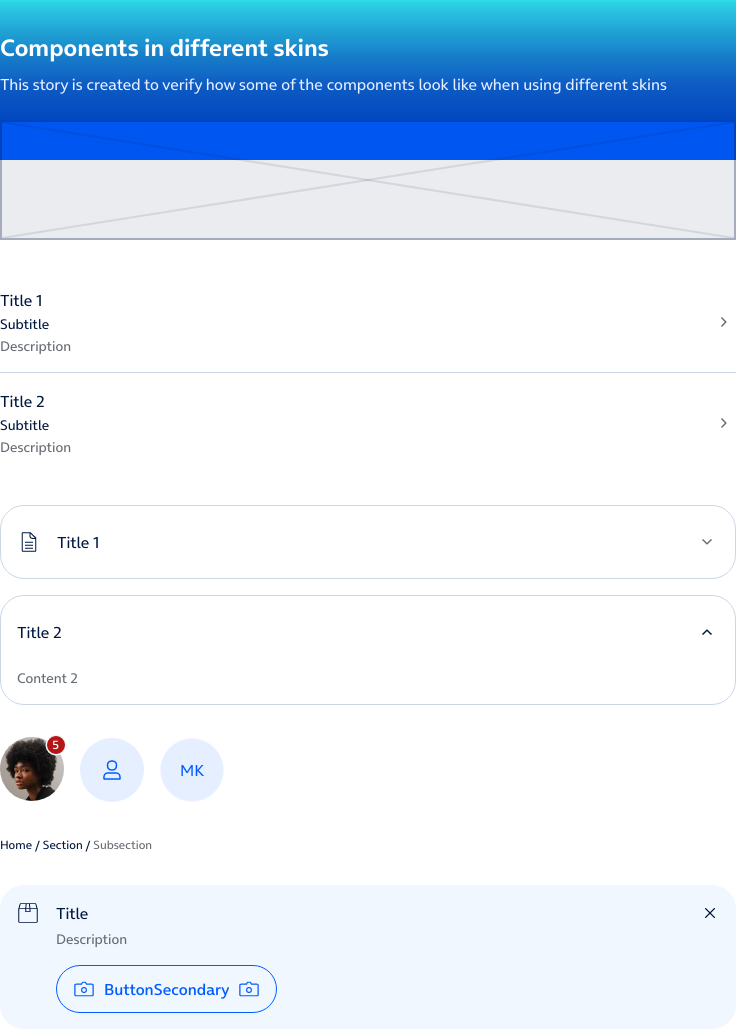 Components in different skins
This story is created to verify how some of the components look like when using different skins
Title 1
Subtitle
Description
Title 2
Subtitle
Description
Title 1
Title 2
Content 2
5
MK
Home / Section / Subsection
Title
Description
ButtonSecondary